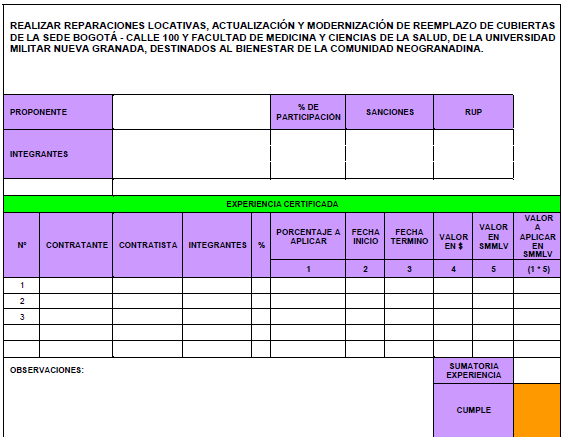 REALIZAR REPARACIONES LOCATIVAS, ACTUALIZACIÓN Y MODERNIZACIÓN DE REEMPLAZO DE CUBIERTAS
DE LA SEDE BOGOTÁ - CALLE 100 Y FACULTAD DE MEDICINA Y CIENCIAS DE LA SALUD, DE LA UNIVERSIDAD
MILITAR NUEVA GRANADA, DESTINADOS AL BIENESTAR DE LA COMUNIDAD NEOGRANADINA.
PROPONENTE
% DE
PARTICIPACIÓN
SANCIONES
RUP
INTEGRANTES
EXPERIENCIA CERTIFICADA
N°
CONTRATANTE
CONTRATISTA
INTEGRANTES
%
PORCENTAJE A
APLICAR
FECHA
INICIO
FECHA
TERMINO
VALOR
EN $
VALOR
EN
SMMLV
VALOR
A
APLICAR
EN
SMMLV
1
2
3
4
5
(1 * 5)
1
2
3
OBSERVACIONES:
SUMATORIA
EXPERIENCIA
CUMPLE